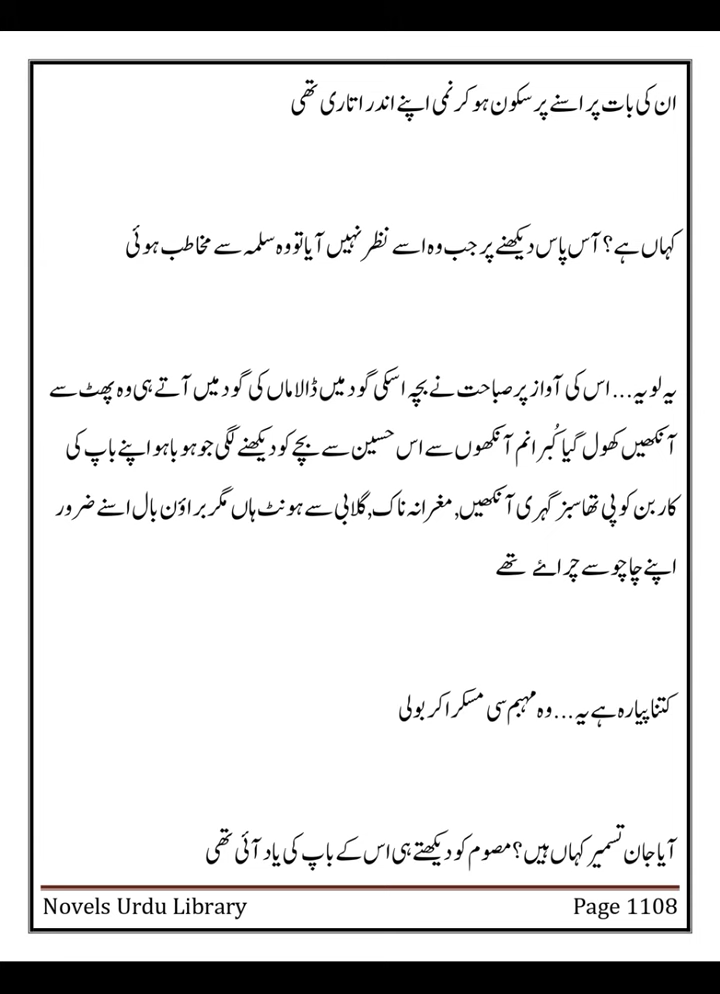 ان کی بات پر اسنے پر سکون ہو کر نمی اپنے اندر اتاری تھی
کہاں ہے؟ آس پاس دیکھنے پر جب وہ اسے نظر نہیں آیا تو وہ سلمہ سے مخاطب ہوئی
یہ لو یہ... اس کی آواز پر صباحت نے بچہ اسکی گود میں ڈالا ماں کی گود میں آتے ہی وہ پھٹ سے
آنکھیں کھول گیا کُبرا نم آنکھوں سے اس حسین سے بچے کو دیکھنے لگی جو ہو باہو اپنے باپ کی
کاربن کوپی تھا سبز گہری آنکھیں, مغرانہ ناک, گلابی سے ہونٹ ہاں مگر براؤن بال اسنے ضرور
اپنے چاچو سے چرائے تھے
کتنا پیارہ ہے یہ... وہ مبہم سی مسکرا کر بولی
آپا جان تسمیر کہاں ہیں؟ مصوم کو دیکھتے ہی اس کے باپ کی یاد آئی تھی
Novels Urdu Library Page 1108